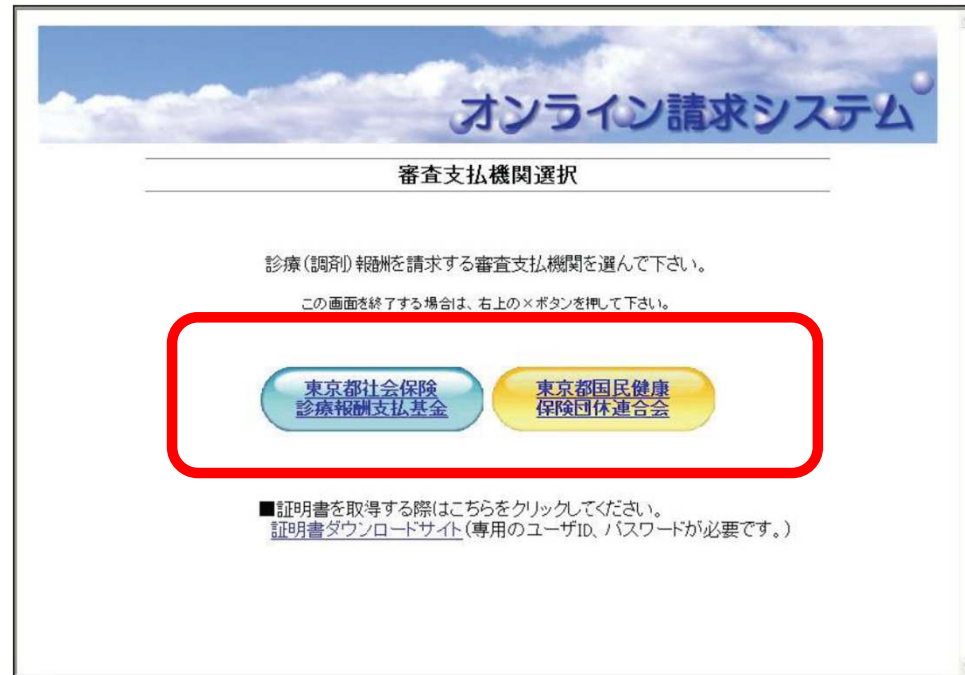 オンライン請求システム
審査支払機関選択
診療(調剤)報酬を請求する審査支払機関を選んで下さい。
この画面を終了する場合は、右上の×ボタンを押して下さい。
東京都社会保険
診療報酬支払基金
東京都国民健康
保険団体連合会
■証明書を取得する際はこちらをクリックしてください。
証明書ダウンロードサイト(専用のユーザID、パスワードが必要です。)